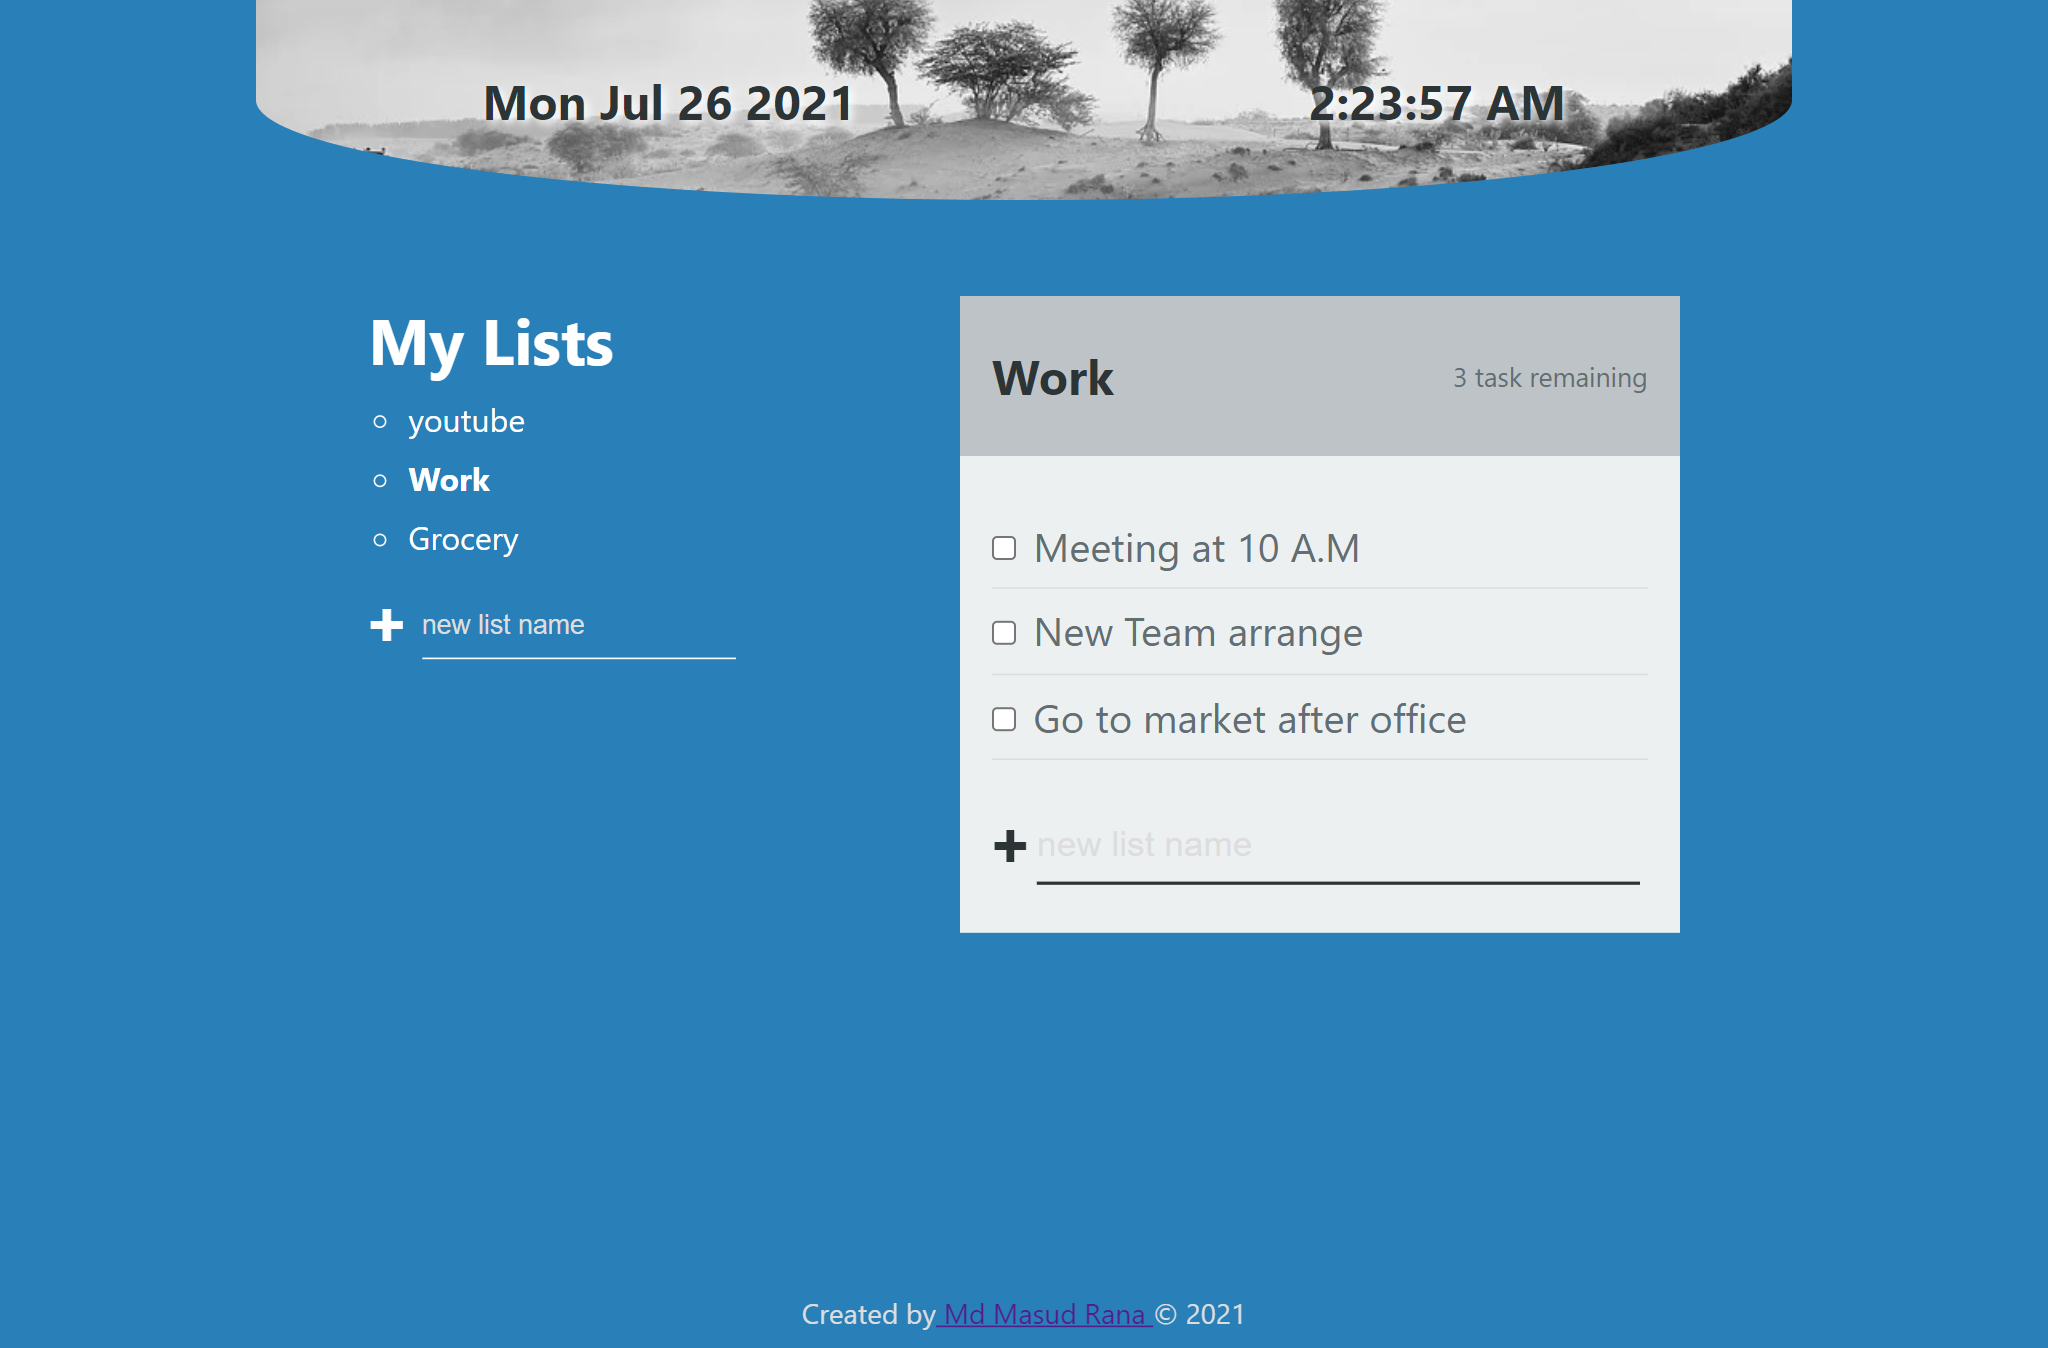 Mon Jul 26 2021
2:23:57 AM
My Lists
youtube
Work
Grocery
new list name
Work
3 task remaining
Meeting at 10 A.M
New Team arrange
Go to market after office
new list name
Created by Md Masud Rana © 2021